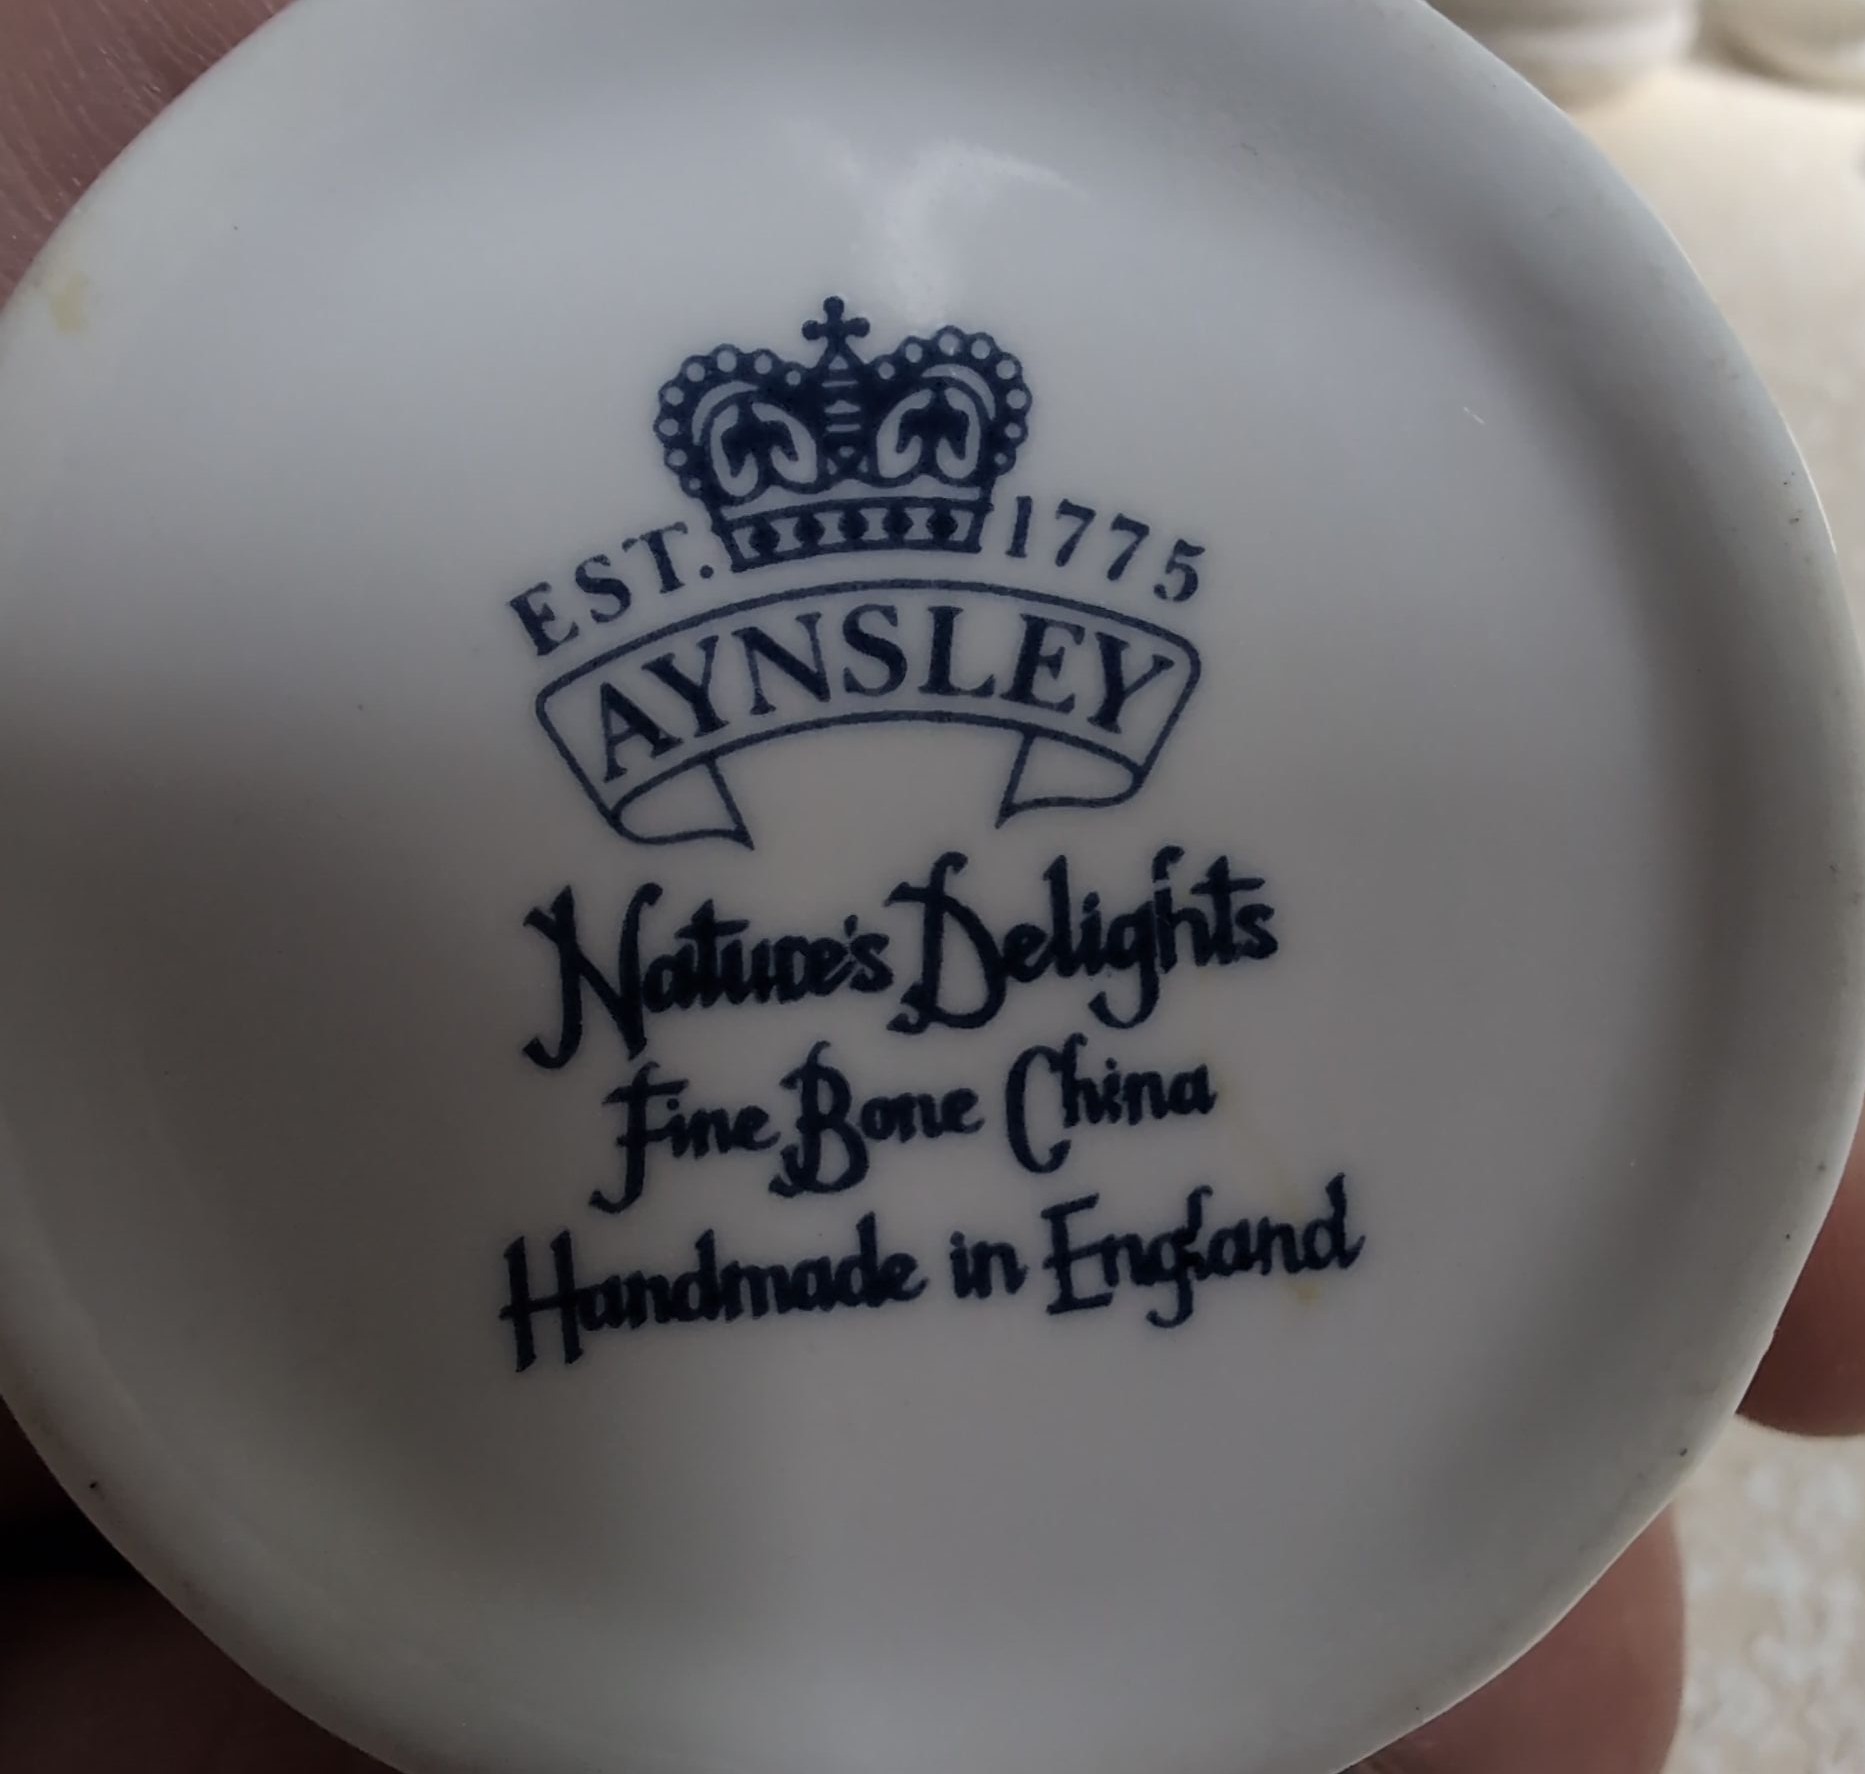 EST. 1775
AYNSLEY
Nature's Delights
Fine Bone China
Handmade in England